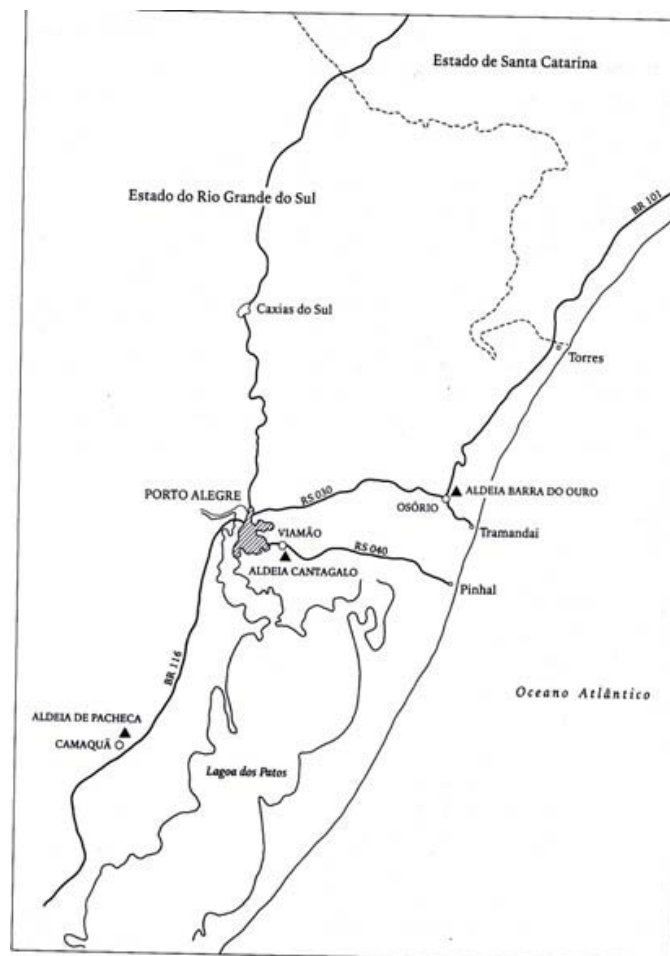 Estado de Santa Catarina
Estado do Rio Grande do Sul
BR 101
Caxias do Sul
Torres
PORTO ALEGRE
RS 030
ALDEIA BARRA DO OURO
OSÓRIO
Tramandaí
VIAMÃO
RS 040
ALDEIA CANTAGALO
Pinhal
BR 116
Oceano Atlântico
ALDEIA DE PACHECA
CAMAQUÃ
Lagoa dos Patos